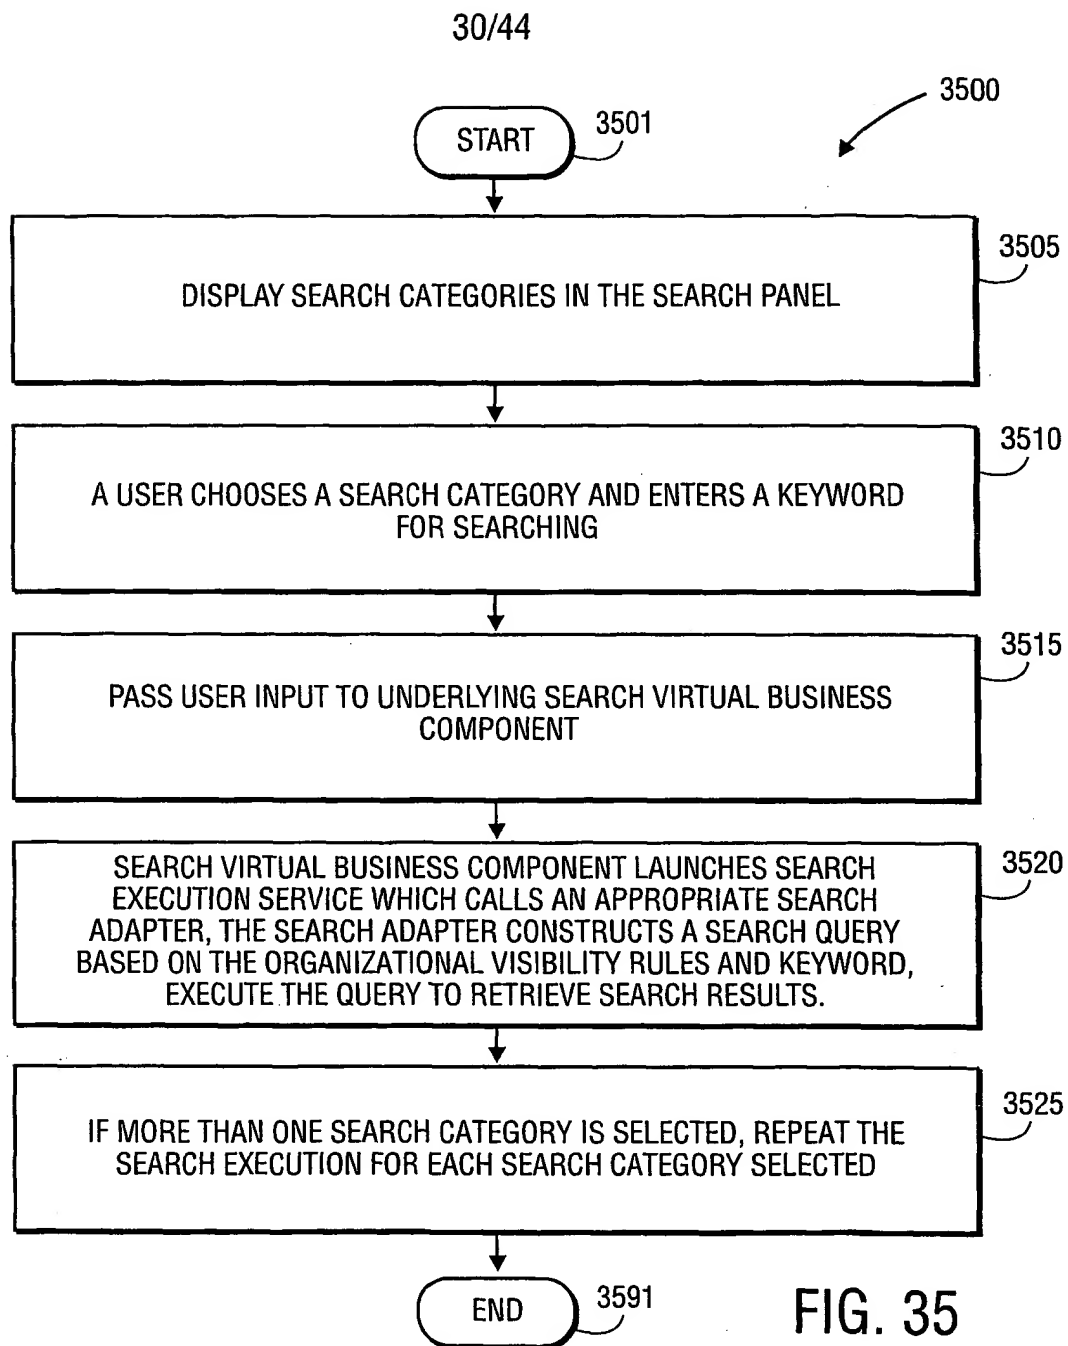 30/44
3500
START
3501
3505
DISPLAY SEARCH CATEGORIES IN THE SEARCH PANEL
3510
A USER CHOOSES A SEARCH CATEGORY AND ENTERS A KEYWORD
FOR SEARCHING
3515
PASS USER INPUT TO UNDERLYING SEARCH VIRTUAL BUSINESS
COMPONENT
3520
SEARCH VIRTUAL BUSINESS COMPONENT LAUNCHES SEARCH
EXECUTION SERVICE WHICH CALLS AN APPROPRIATE SEARCH
ADAPTER, THE SEARCH ADAPTER CONSTRUCTS A SEARCH QUERY
BASED ON THE ORGANIZATIONAL VISIBILITY RULES AND KEYWORD,
EXECUTE THE QUERY TO RETRIEVE SEARCH RESULTS.
3525
IF MORE THAN ONE SEARCH CATEGORY IS SELECTED, REPEAT THE
SEARCH EXECUTION FOR EACH SEARCH CATEGORY SELECTED
END
3591
FIG. 35